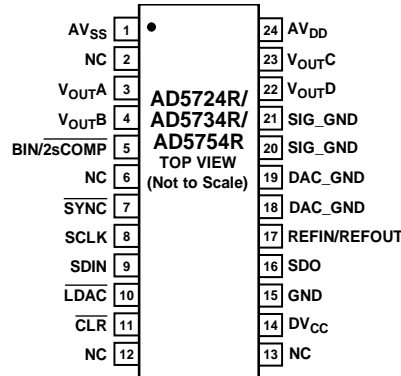 AVSS 1
NC 2
VOUTA 3
VOUTB 4
BIN/2sCOMP 5
NC 6
SYNC 7
SCLK 8
SDIN 9
LDAC 10
CLR 11
NC 12
AD5724R/
AD5734R/
AD5754R
TOP VIEW
(Not to Scale)
24 AVDD
23 VOUTC
22 VOUTD
21 SIG_GND
20 SIG_GND
19 DAC_GND
18 DAC_GND
17 REFIN/REFOUT
16 SDO
15 GND
14 DVCC
13 NC